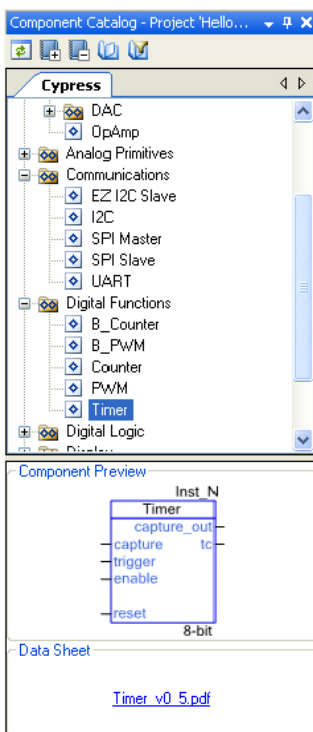 Component Catalog - Project 'Hello...
Cypress
DAC
OpAmp
Analog Primitives
Communications
EZ I2C Slave
I2C
SPI Master
SPI Slave
UART
Digital Functions
B_Counter
B_PWM
Counter
PWM
Timer
Digital Logic
Display
Component Preview
Inst_N
Timer
capture_out
capture tc
trigger
enable
reset
8-bit
Data Sheet
Timer_v0_5.pdf